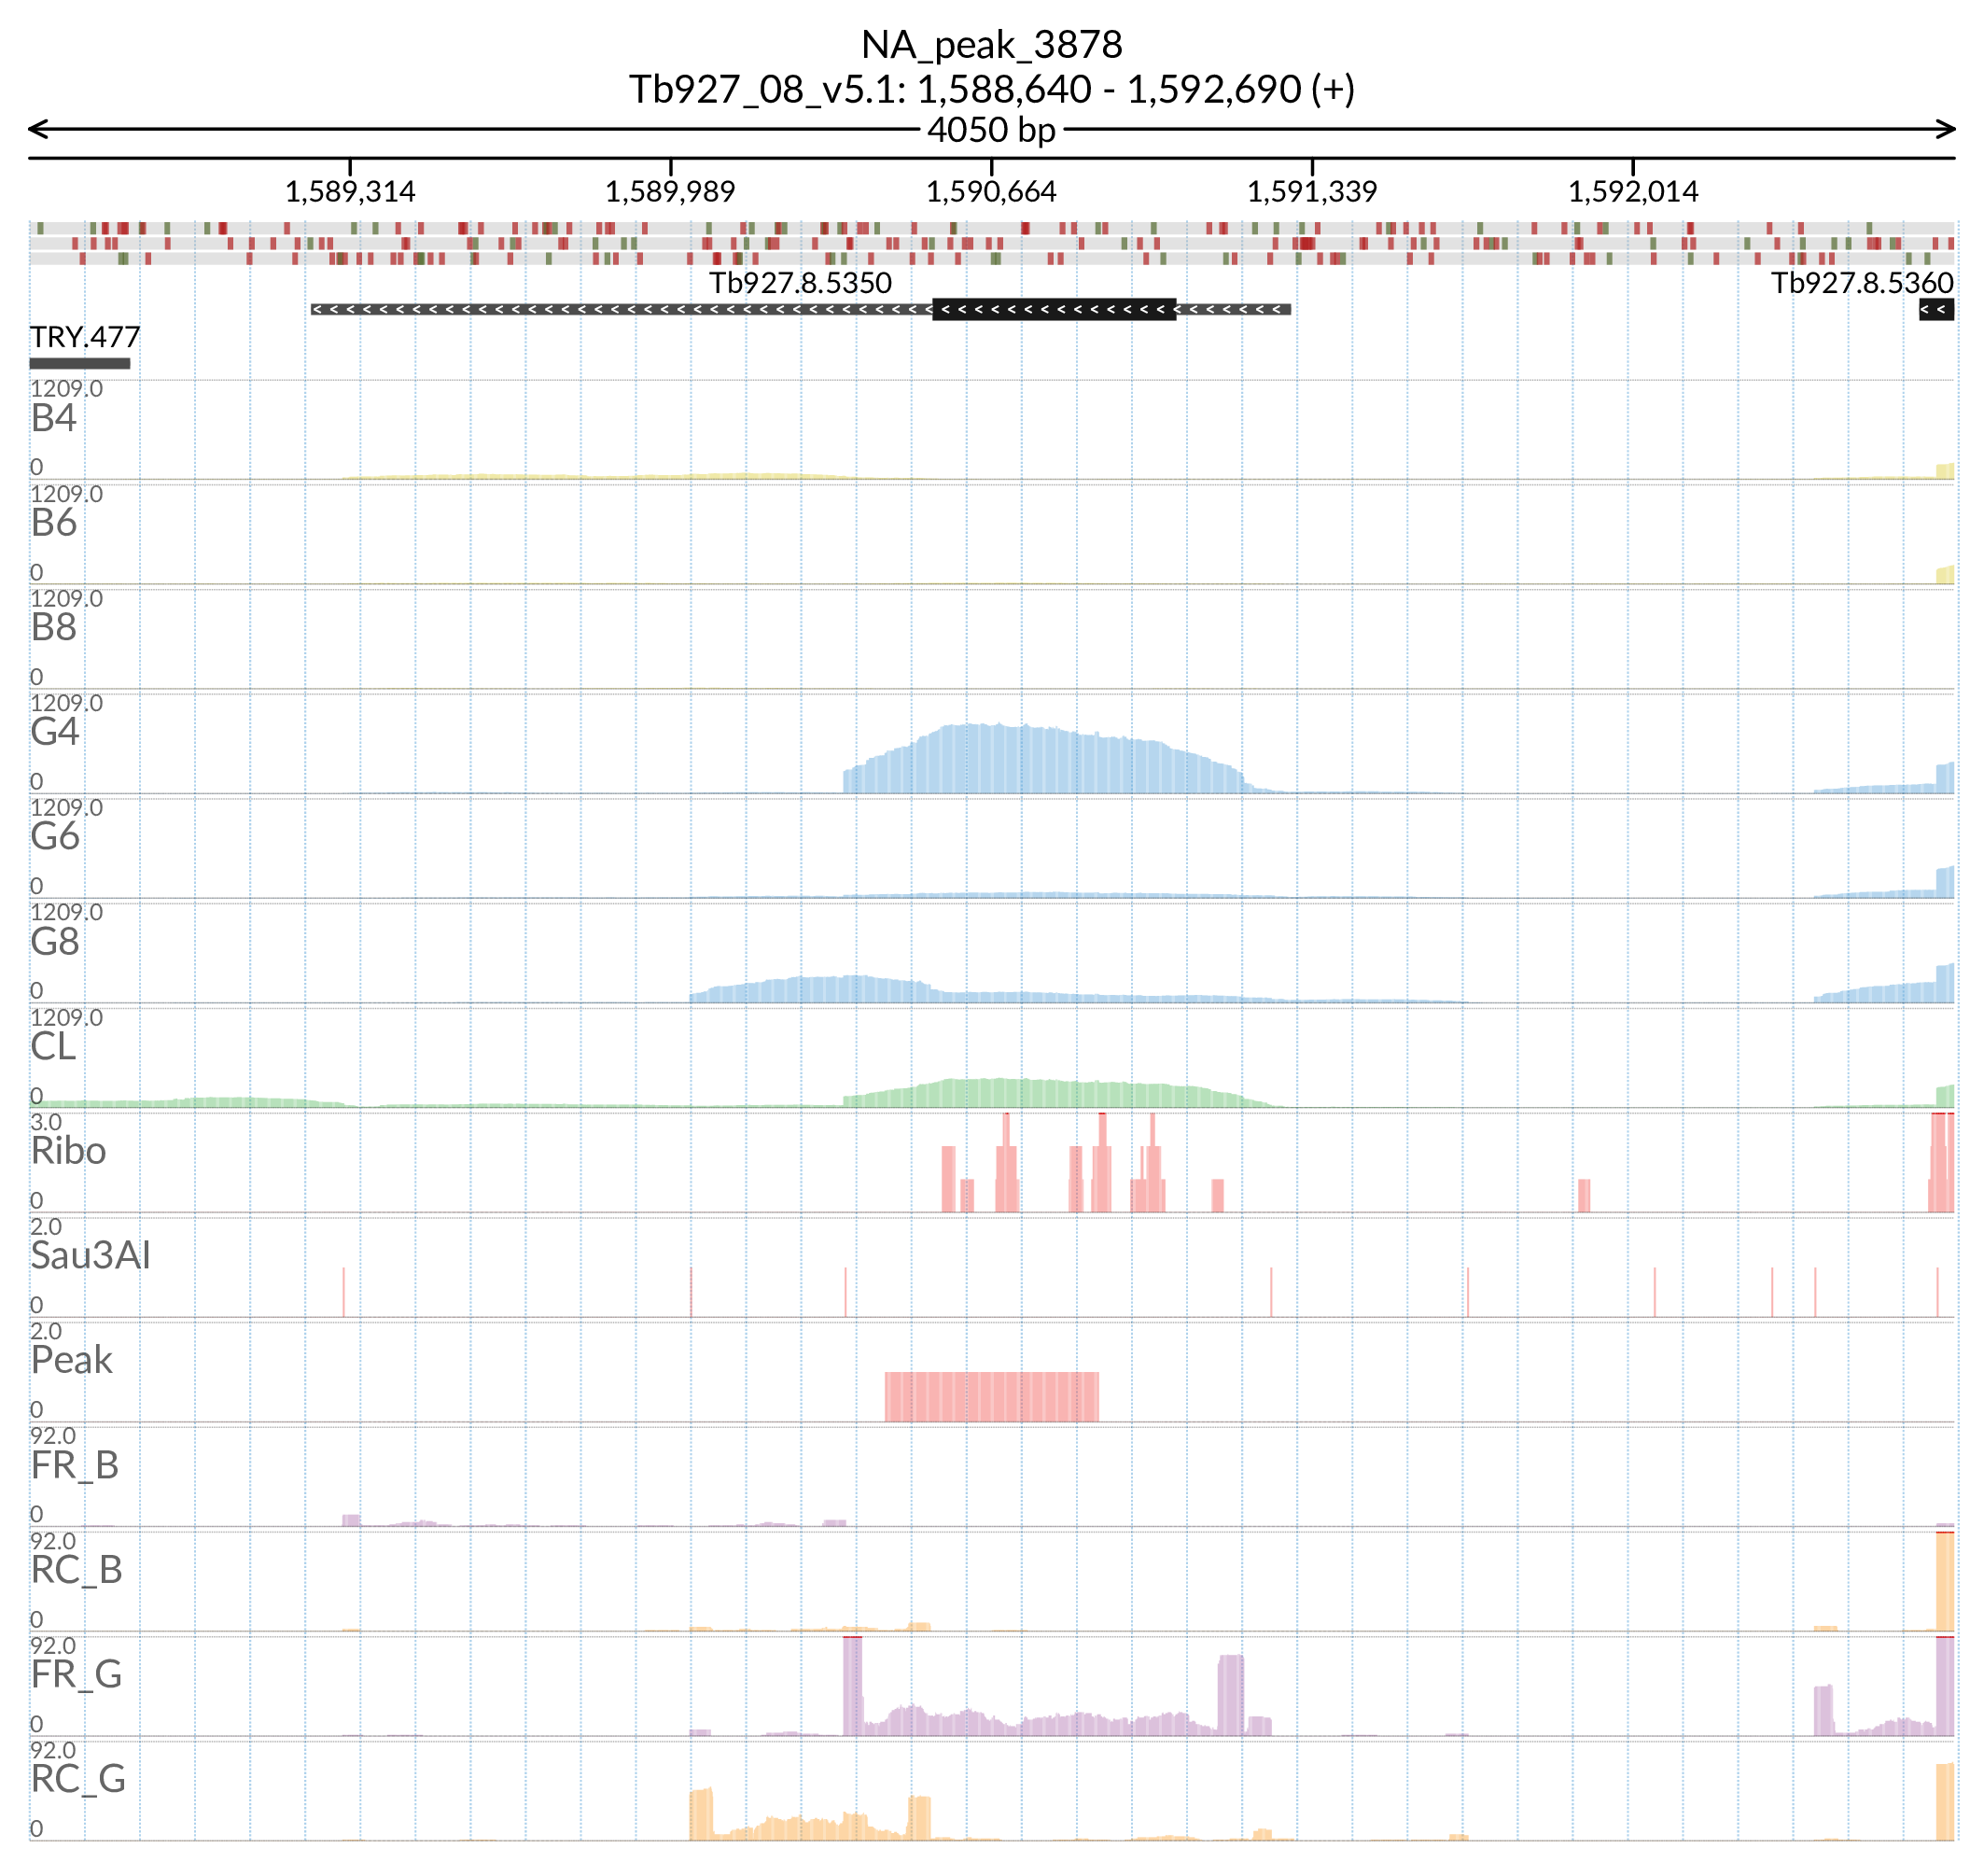 NA_peak_3878
Tb927_08_v5.1: 1,588,640 - 1,592,690 (+)
4050 bp
1,589,314 1,589,989 1,590,664 1,591,339 1,592,014
Tb927.8.5350 Tb927.8.5360
TRY.477
1209.0
B4
0
1209.0
B6
0
1209.0
B8
0
1209.0
G4
0
1209.0
G6
0
1209.0
G8
0
1209.0
CL
0
3.0
Ribo
0
2.0
Sau3AI
0
2.0
Peak
0
92.0
FR_B
0
92.0
RC_B
0
92.0
FR_G
0
92.0
RC_G
0